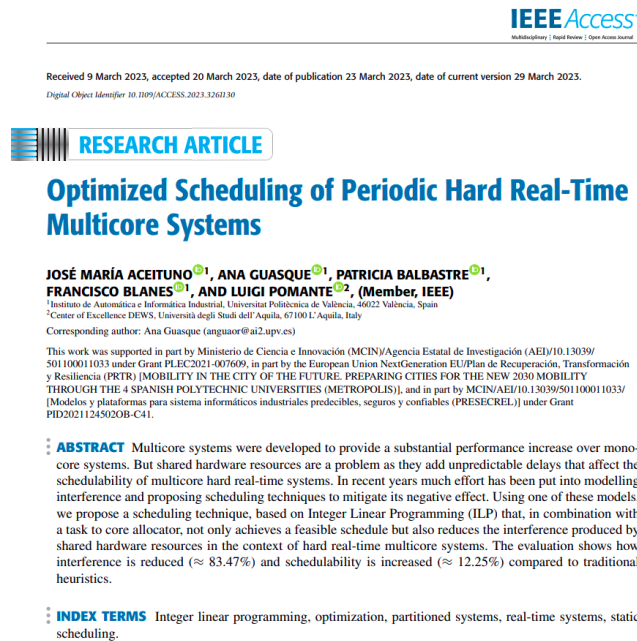 IEEE Access
Multidisciplinary | Rapid Review | Open Access Journal
Received 9 March 2023, accepted 20 March 2023, date of publication 23 March 2023, date of current version 29 March 2023.
Digital Object Identifier 10.1109/ACCESS.2023.3261130
RESEARCH ARTICLE
Optimized Scheduling of Periodic Hard Real-Time
Multicore Systems
JOSÉ MARÍA ACEITUNO iD 1, ANA GUASQUE iD 1, PATRICIA BALBASTRE iD 1,
FRANCISCO BLANES iD 1, AND LUIGI POMANTE iD 2, (Member, IEEE)
1Instituto de Automática e Informática Industrial, Universitat Politècnica de València, 46022 València, Spain
2Center of Excellence DEWS, Università degli Studi dell'Aquila, 67100 L'Aquila, Italy
Corresponding author: Ana Guasque (anguaor@ai2.upv.es)
This work was supported in part by Ministerio de Ciencia e Innovación (MCIN)/Agencia Estatal de Investigación (AEI)/10.13039/
501100011033 under Grant PLEC2021-007609, in part by the European Union NextGeneration EU/Plan de Recuperación, Transformación
y Resiliencia (PRTR) [MOBILITY IN THE CITY OF THE FUTURE. PREPARING CITIES FOR THE NEW 2030 MOBILITY
THROUGH THE 4 SPANISH POLYTECHNIC UNIVERSITIES (METROPOLIS)], and in part by MCIN/AEI/10.13039/501100011033/
[Modelos y plataformas para sistema informáticos industriales predecibles, seguros y confiables (PRESECREL)] under Grant
PID2021124502OB-C41.
ABSTRACT Multicore systems were developed to provide a substantial performance increase over mono-
core systems. But shared hardware resources are a problem as they add unpredictable delays that affect the
schedulability of multicore hard real-time systems. In recent years much effort has been put into modelling
interference and proposing scheduling techniques to mitigate its negative effect. Using one of these models,
we propose a scheduling technique, based on Integer Linear Programming (ILP) that, in combination with
a task to core allocator, not only achieves a feasible schedule but also reduces the interference produced by
shared hardware resources in the context of hard real-time multicore systems. The evaluation shows how
interference is reduced (≈ 83.47%) and schedulability is increased (≈ 12.25%) compared to traditional
heuristics.
INDEX TERMS Integer linear programming, optimization, partitioned systems, real-time systems, static
scheduling.